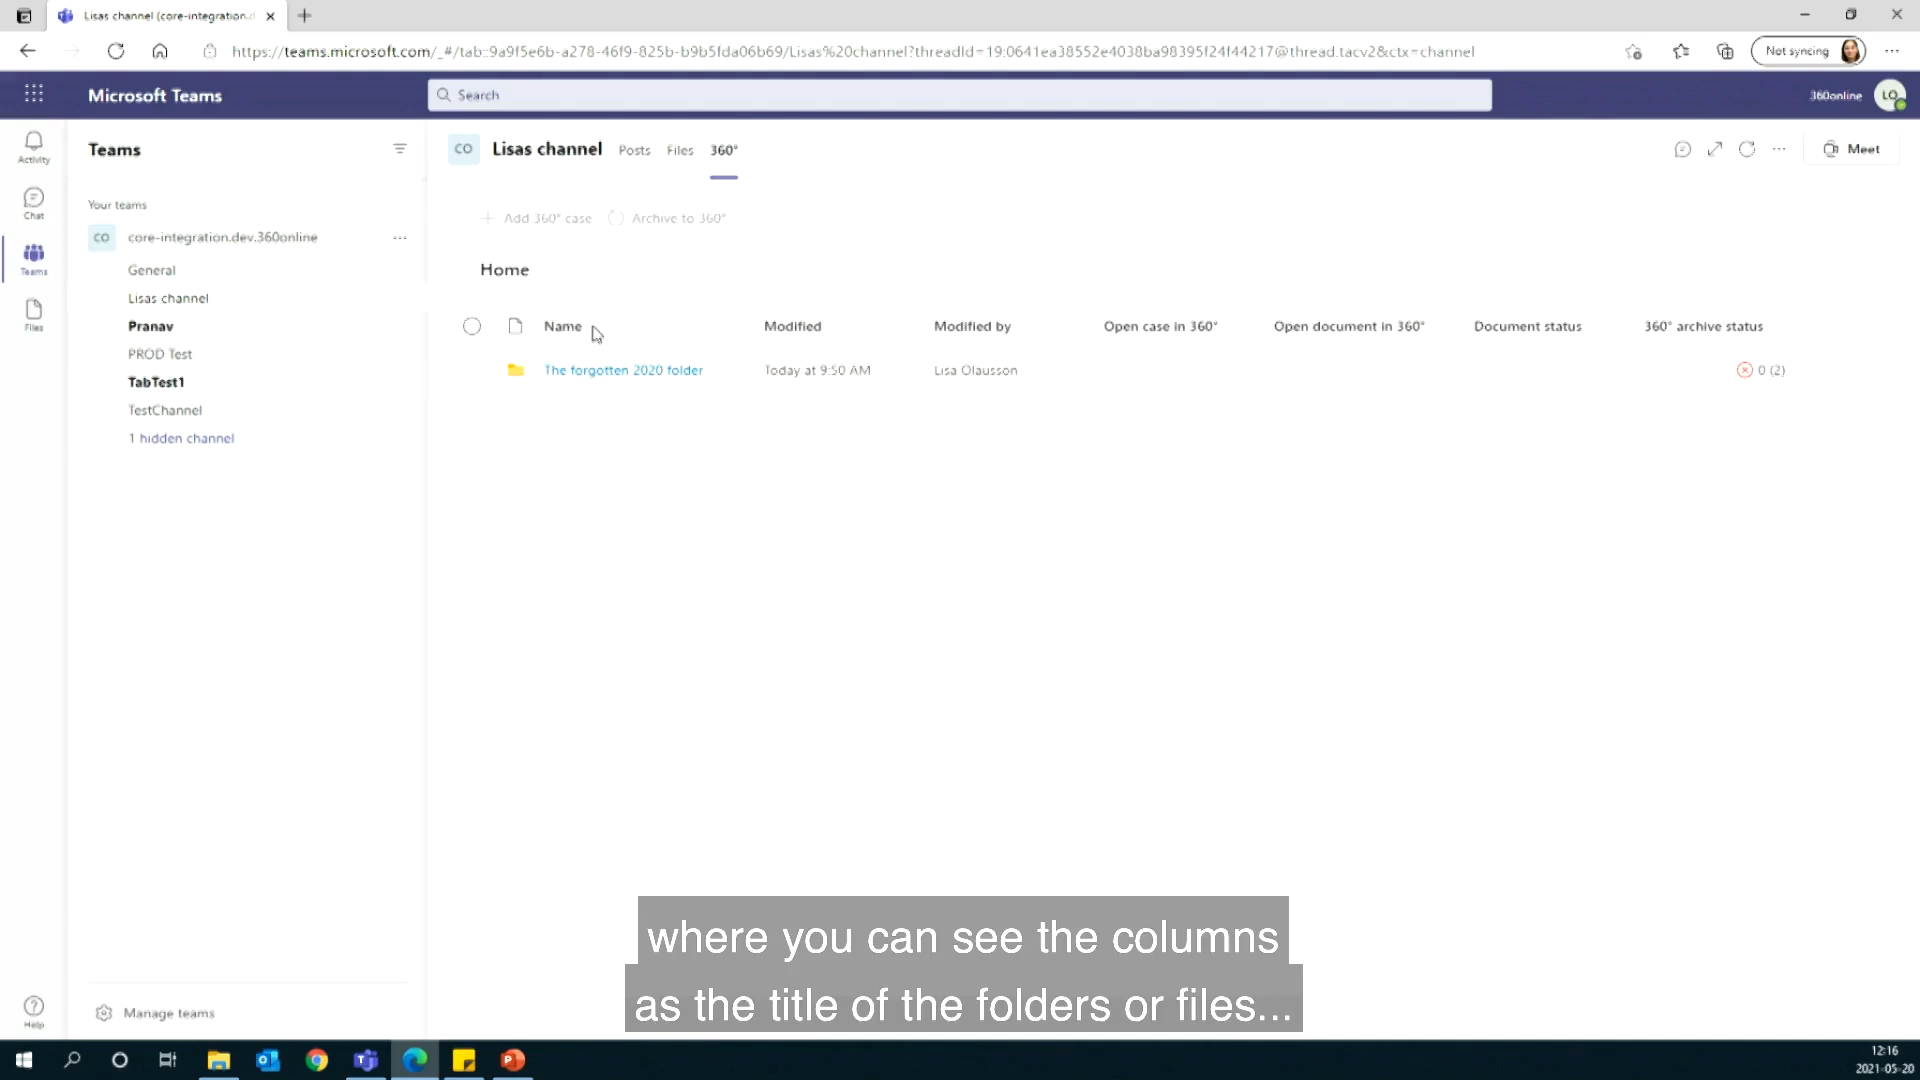 Lisas channel (core-integration.d
https://teams.microsoft.com/_#/tab::9a9f5e6b-a278-46f9-825b-b9b5fda06b69/Lisas%20channel?threadId=19:0641ea38552e4038ba98395f24f44217@thread.tacv2&ctx=channel
Not syncing
Microsoft Teams
Search
360online
LO
Activity
Chat
Teams
Files
Help
Teams
Your teams
CO core-integration.dev.360online
General
Lisas channel
Pranav
PROD Test
TabTest1
TestChannel
1 hidden channel
Manage teams
CO Lisas channel Posts Files 360°
Meet
Add 360° case Archive to 360°
Home
Name Modified Modified by Open case in 360° Open document in 360° Document status 360° archive status
The forgotten 2020 folder Today at 9:50 AM Lisa Olausson 0 (2)
where you can see the columns
as the title of the folders or files...
12:16
2021-05-20